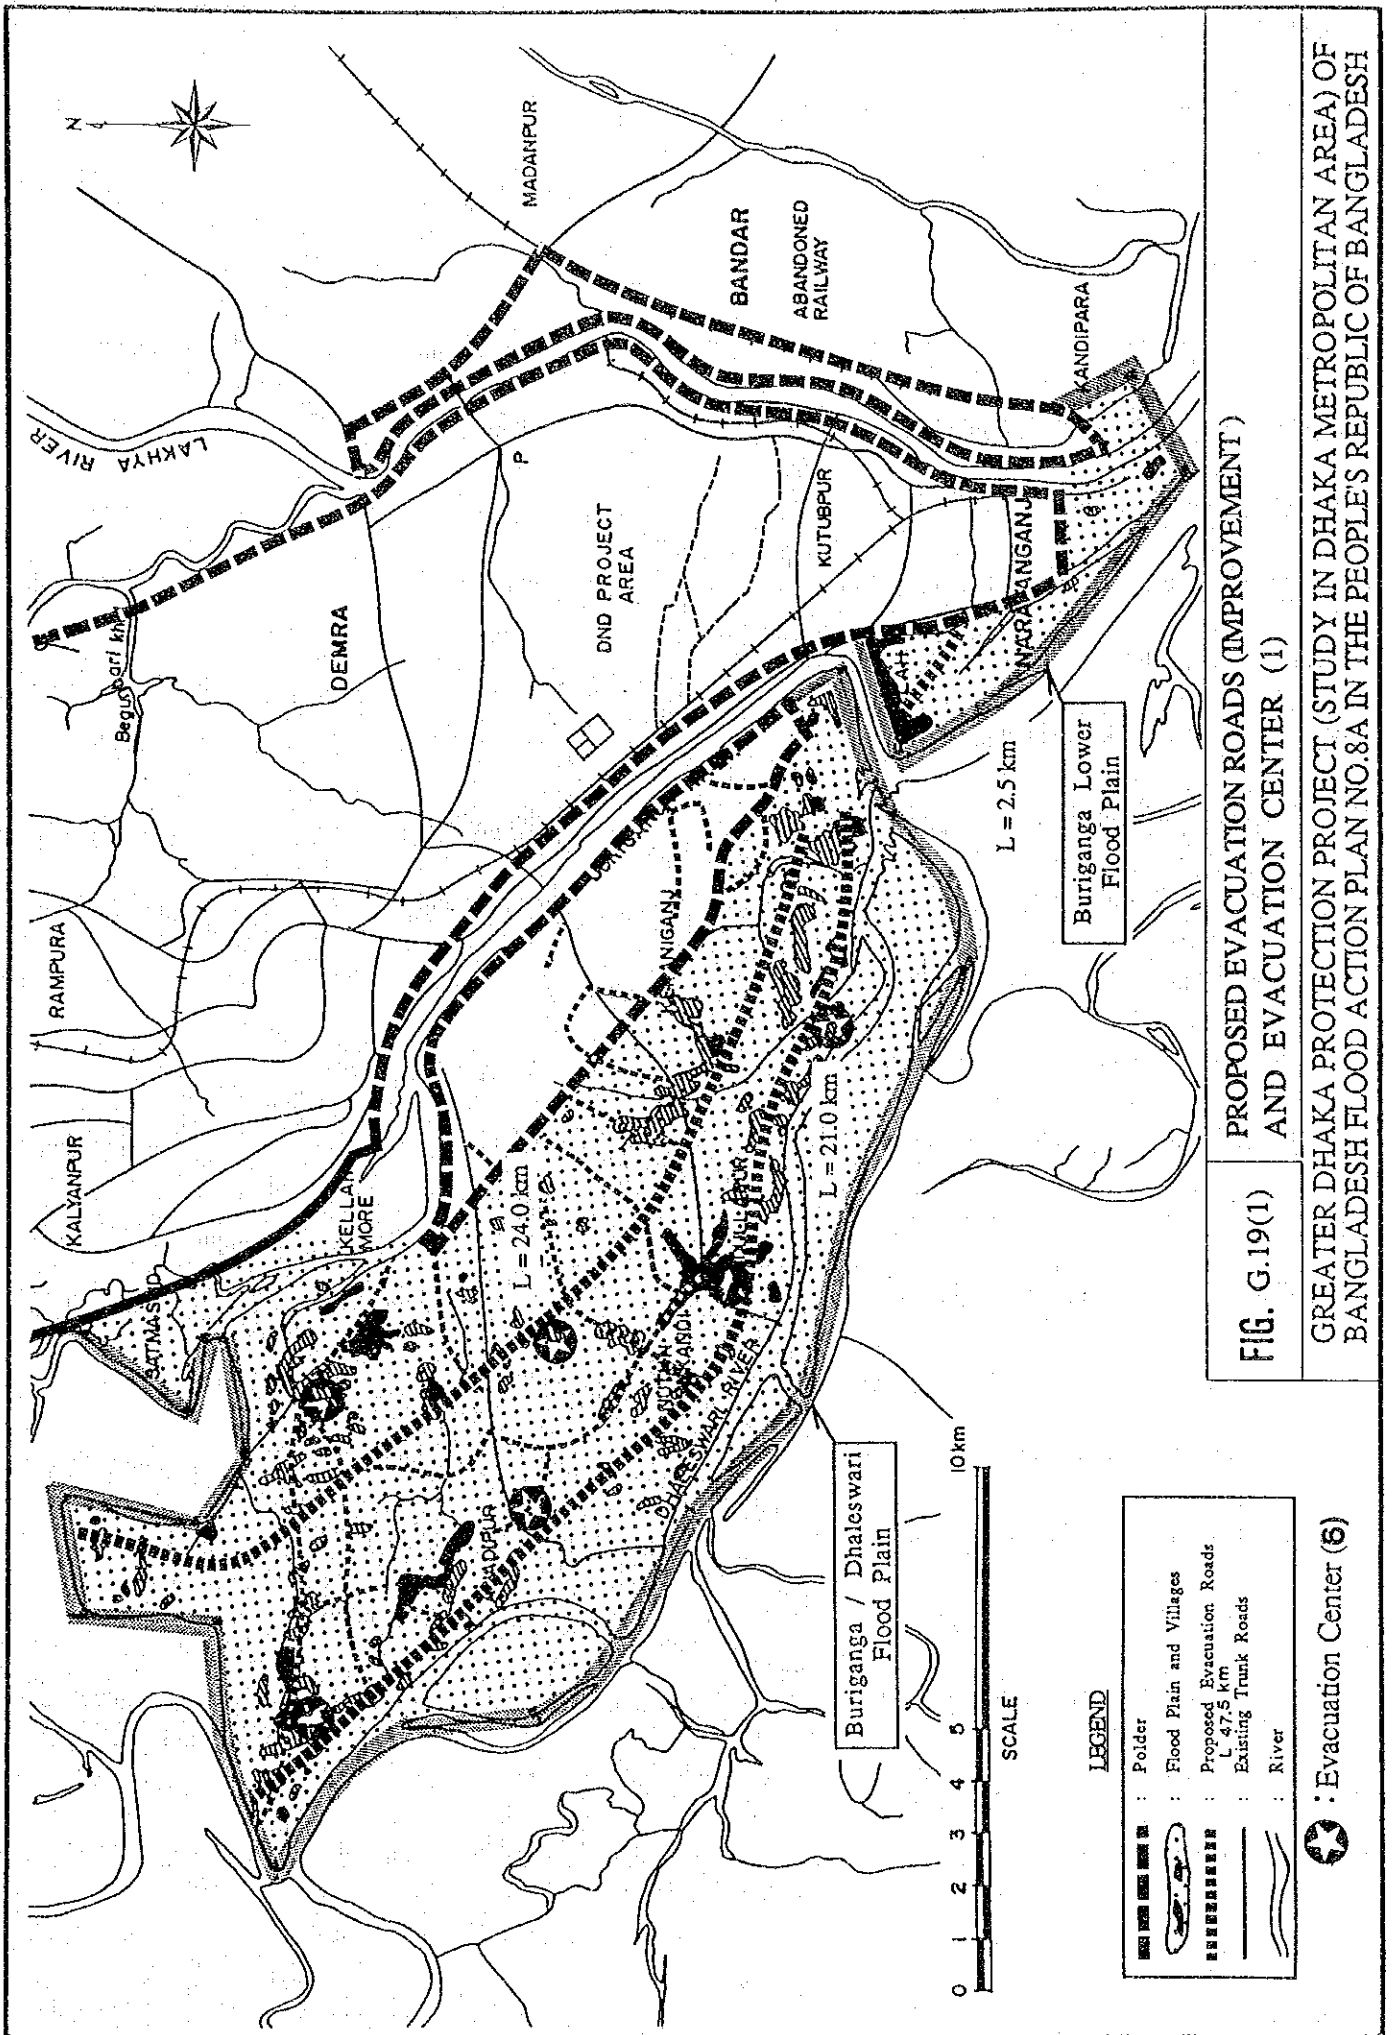 N
LAKHYA RIVER
RAMPURA
KALYANPUR
SATMASJID
KELLAR
MORE
DEMRA
MADANPUR
BANDAR
ABANDONED
RAILWAY
DND PROJECT
AREA
P
KUTUBPUR
KANDIPARA
NARAYANGANJ
L = 24.0 km
L = 21.0 km
L = 2.5 km
DHALESWARI RIVER
Buriganga Lower
Flood Plain
Buriganga / Dhaleswari
Flood Plain
0 1 2 3 4 5 10km
SCALE
LEGEND
: Polder
: Flood Plain and Villages
: Proposed Evacuation Roads
L 47.5 km
: Existing Trunk Roads
: River
: Evacuation Center (6)
FIG. G.19(1)
PROPOSED EVACUATION ROADS (IMPROVEMENT)
AND EVACUATION CENTER (1)
GREATER DHAKA PROTECTION PROJECT (STUDY IN DHAKA METROPOLITAN AREA) OF
BANGLADESH FLOOD ACTION PLAN NO.8A IN THE PEOPLE'S REPUBLIC OF BANGLADESH